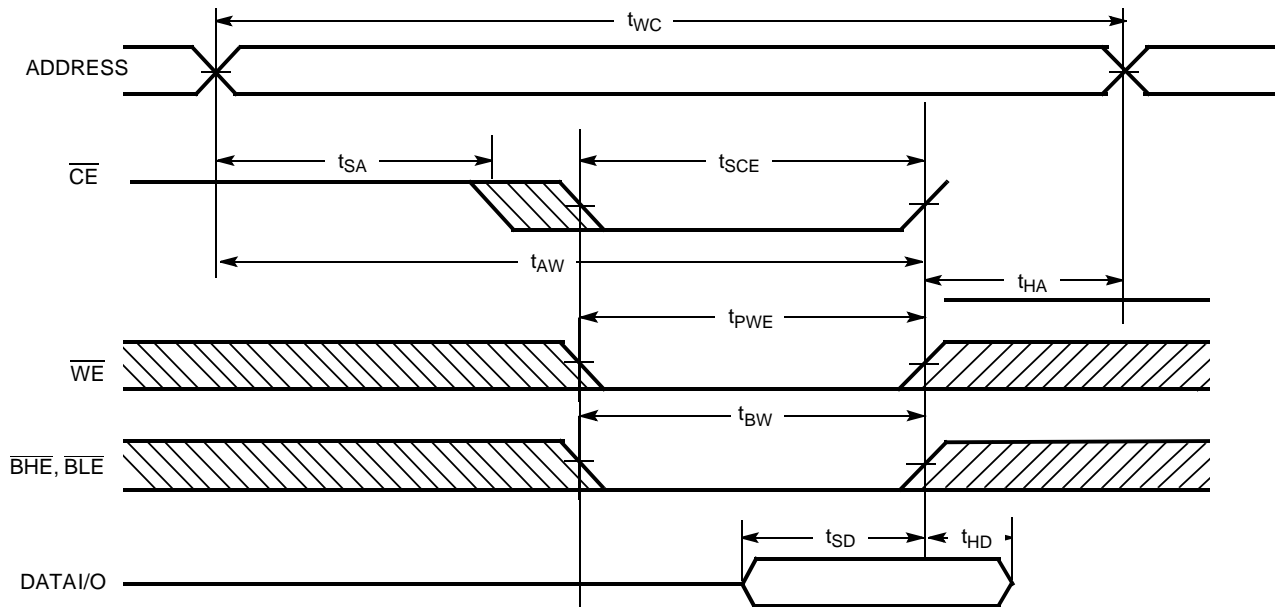 tWC
ADDRESS
tSA
tSCE
CE
tAW
tHA
tPWE
WE
tBW
BHE, BLE
tSD
tHD
DATAI/O